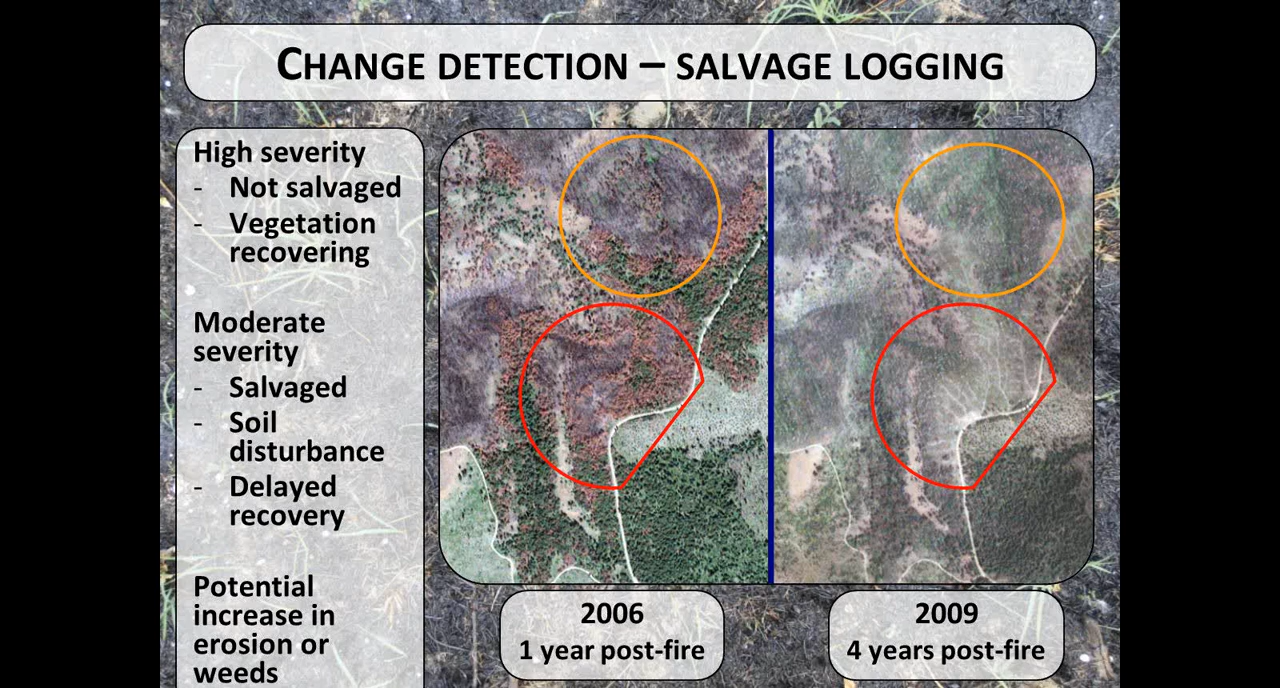 CHANGE DETECTION – SALVAGE LOGGING
High severity
- Not salvaged
- Vegetation
recovering
Moderate
severity
- Salvaged
- Soil
disturbance
- Delayed
recovery
Potential
increase in
erosion or
weeds
2006
1 year post-fire
2009
4 years post-fire